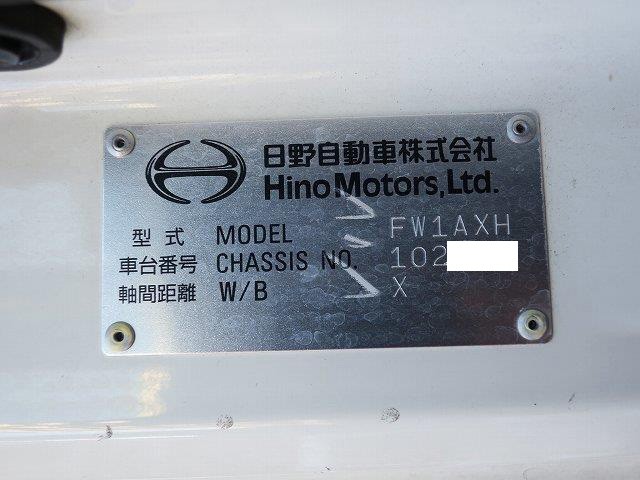 日野自動車株式会社
Hino Motors,Ltd.
型式 MODEL FW1AXH
車台番号 CHASSIS NO. 102
軸間距離 W/B X